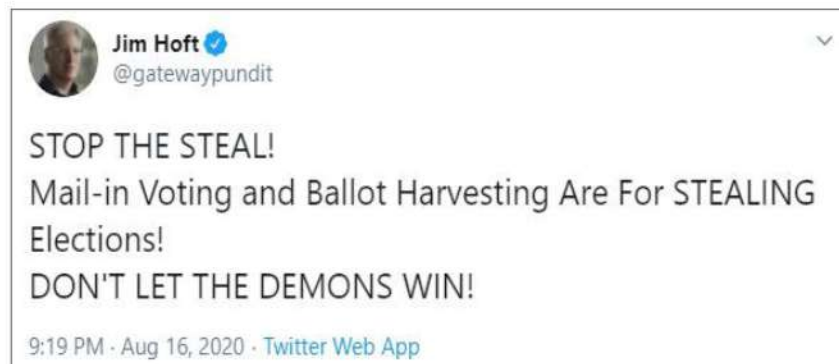 Jim Hoft
@gatewaypundit
STOP THE STEAL!
Mail-in Voting and Ballot Harvesting Are For STEALING
Elections!
DON'T LET THE DEMONS WIN!
9:19 PM · Aug 16, 2020 · Twitter Web App